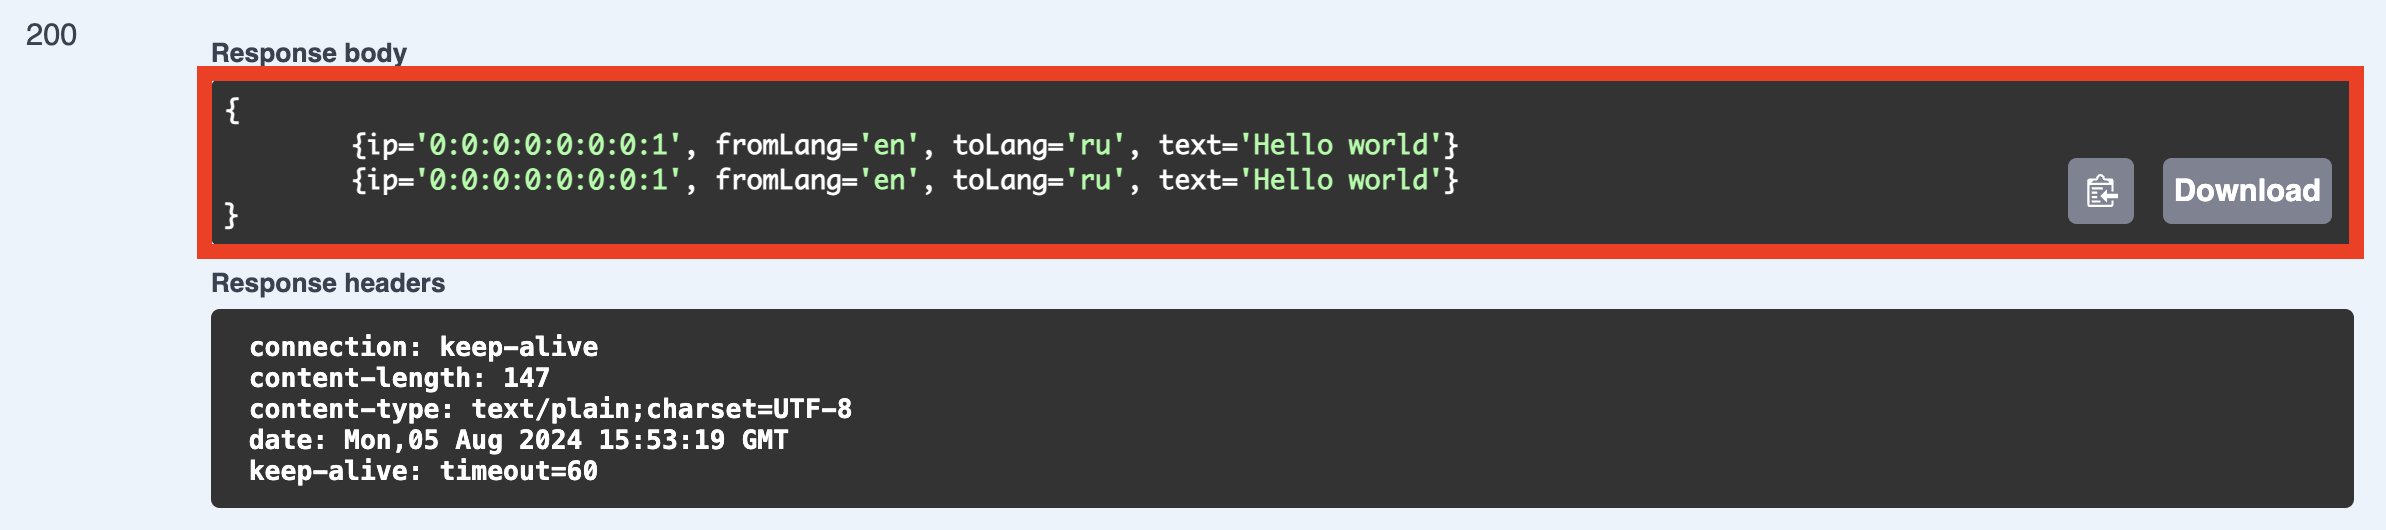 200
Response body
{
{ip='0:0:0:0:0:0:0:1', fromLang='en', toLang='ru', text='Hello world'}
{ip='0:0:0:0:0:0:0:1', fromLang='en', toLang='ru', text='Hello world'}
}
Download
Response headers
connection: keep-alive
content-length: 147
content-type: text/plain;charset=UTF-8
date: Mon,05 Aug 2024 15:53:19 GMT
keep-alive: timeout=60